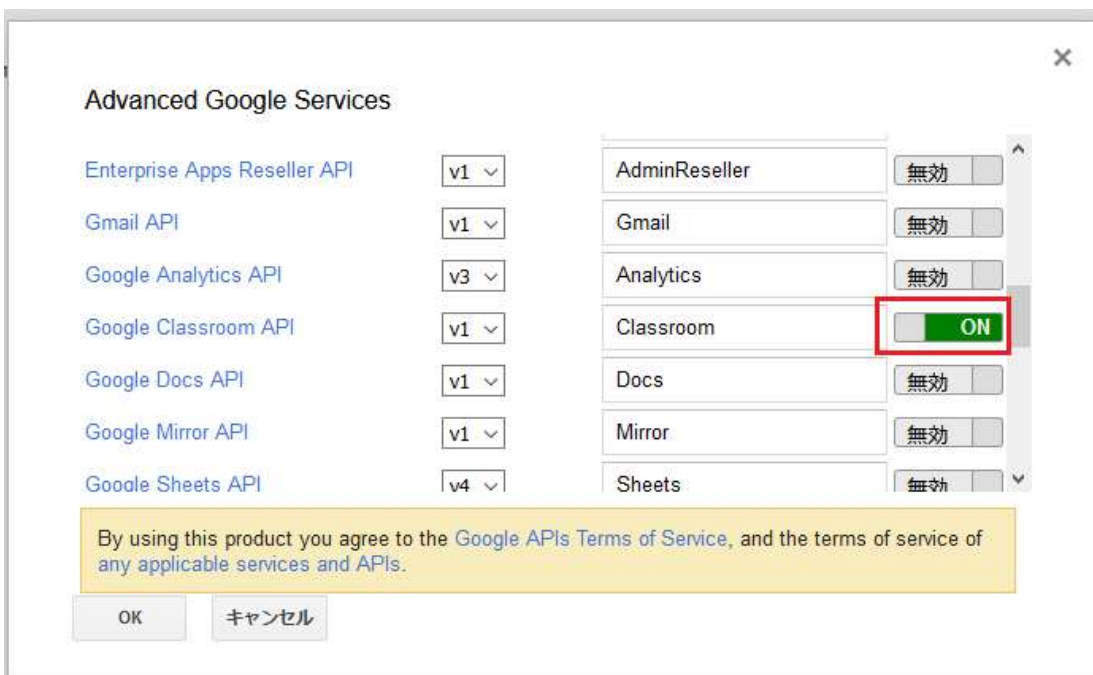 Advanced Google Services
Enterprise Apps Reseller API v1 AdminReseller 無効
Gmail API v1 Gmail 無効
Google Analytics API v3 Analytics 無効
Google Classroom API v1 Classroom ON
Google Docs API v1 Docs 無効
Google Mirror API v1 Mirror 無効
Google Sheets API v4 Sheets 無効
By using this product you agree to the Google APIs Terms of Service, and the terms of service of
any applicable services and APIs.
OK キャンセル